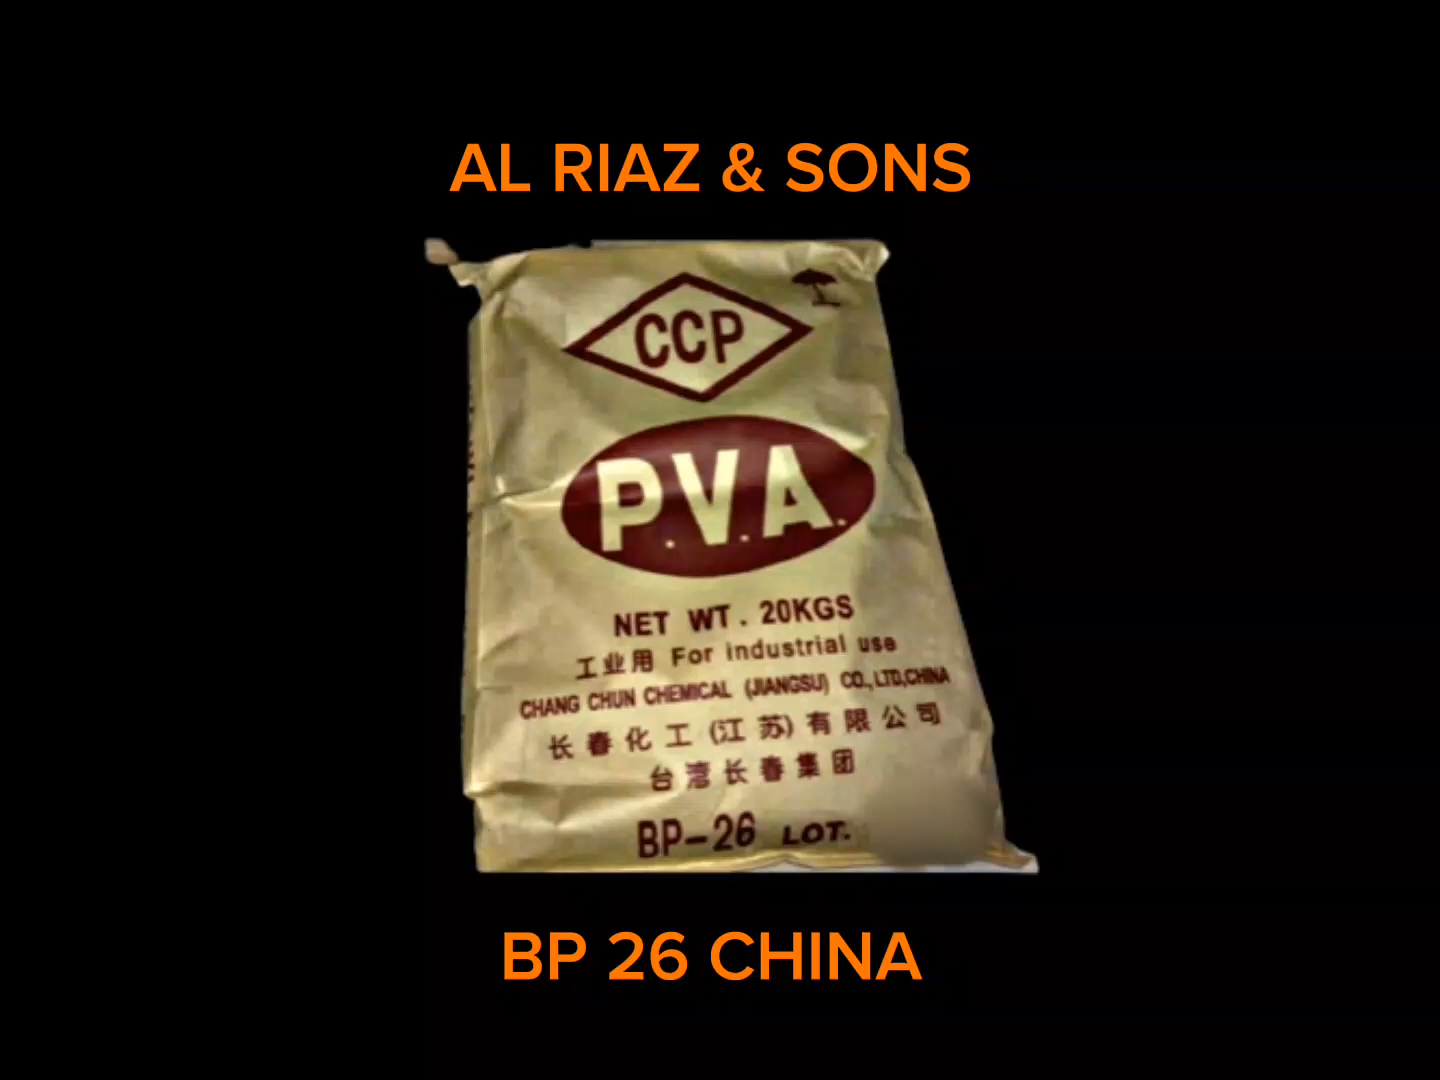 AL RIAZ & SONS
CCP
P.V.A.
NET WT. 20KGS
工业用 For industrial use
CHANG CHUN CHEMICAL (JIANGSU) CO., LTD, CHINA
长春化工(江苏)有限公司
台湾长春集团
BP-26 LOT.
BP 26 CHINA